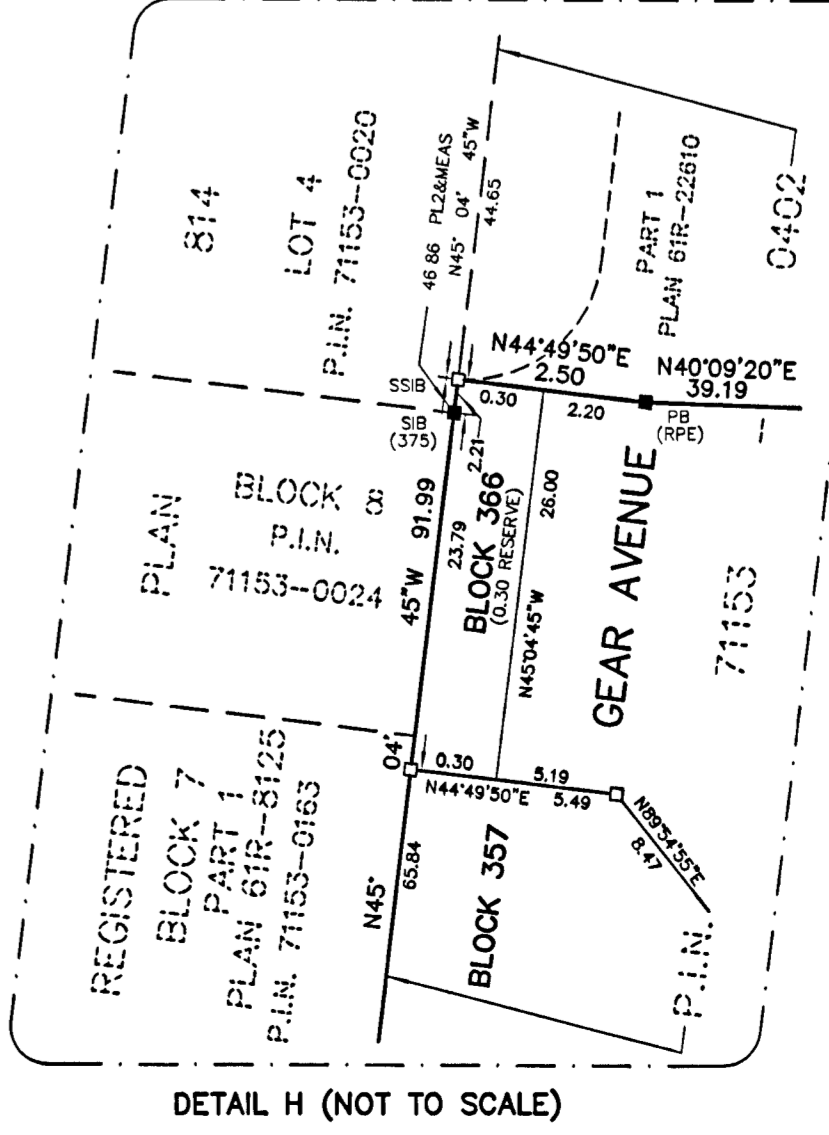 814
LOT 4
P.I.N. 71153--0020
46 86 PL2&MEAS
N45° 04' 45"W
44.65
PART 1
PLAN 61R-22610
0402
N44°49'50"E
2.50
0.30
2.20
N40°09'20"E
39.19
PB
(RPE)
SSIB
SIB
(375)
2.21
PLAN
BLOCK 8
P.I.N.
71153--0024
N45° 04' 45"W 91.99
23.79
BLOCK 366
(0.30 RESERVE)
26.00
N45°04'45"W
GEAR AVENUE
71153
REGISTERED
BLOCK 7
PART 1
PLAN 61R--8125
P.I.N. 71153--0163
65.84
0.30
N44°49'50"E
5.19
5.49
N89°54'55"E
8.47
BLOCK 357
P.I.N.
DETAIL H (NOT TO SCALE)